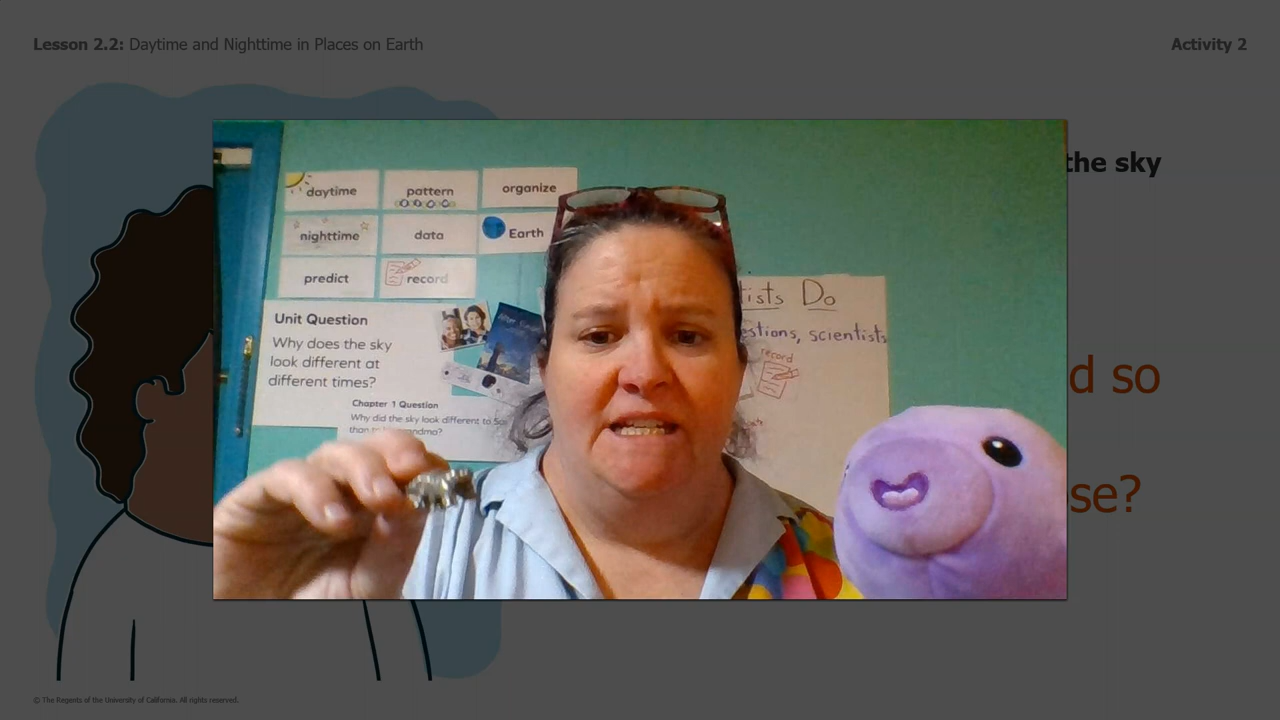 Lesson 2.2: Daytime and Nighttime in Places on Earth
Activity 2
the sky
d so
se?
daytime
pattern
organize
nighttime
data
Earth
predict
record
Unit Question
Why does the sky
look different at
different times?
Chapter 1 Question
Why did the sky look different to
than to grandma?
tists Do
estions, scientists
record
© The Regents of the University of California. All rights reserved.